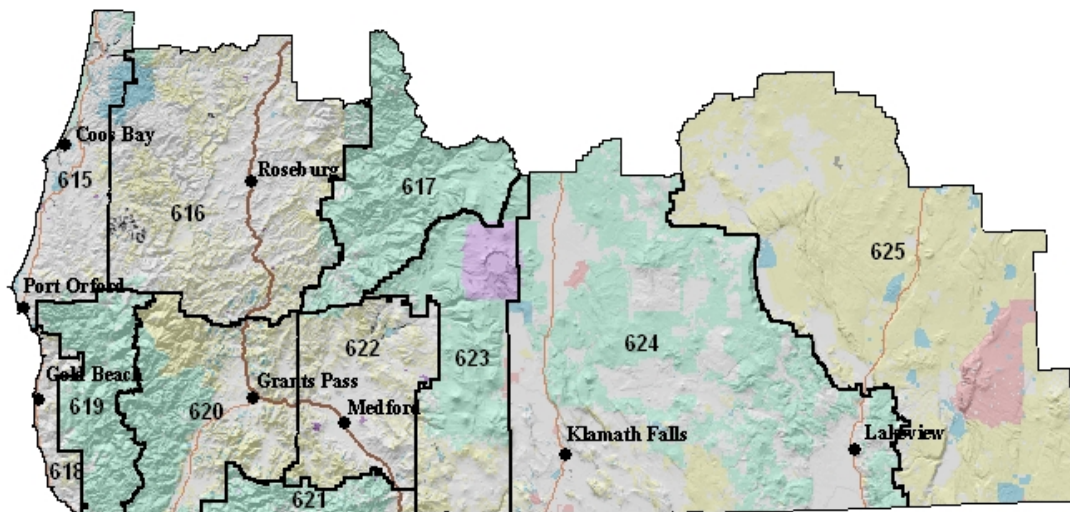 Coos Bay
615
Roseburg
617
616
625
Port Orford
624
622
623
Gold Beach
Grants Pass
619
620
Medford
Klamath Falls
Lakeview
618
621